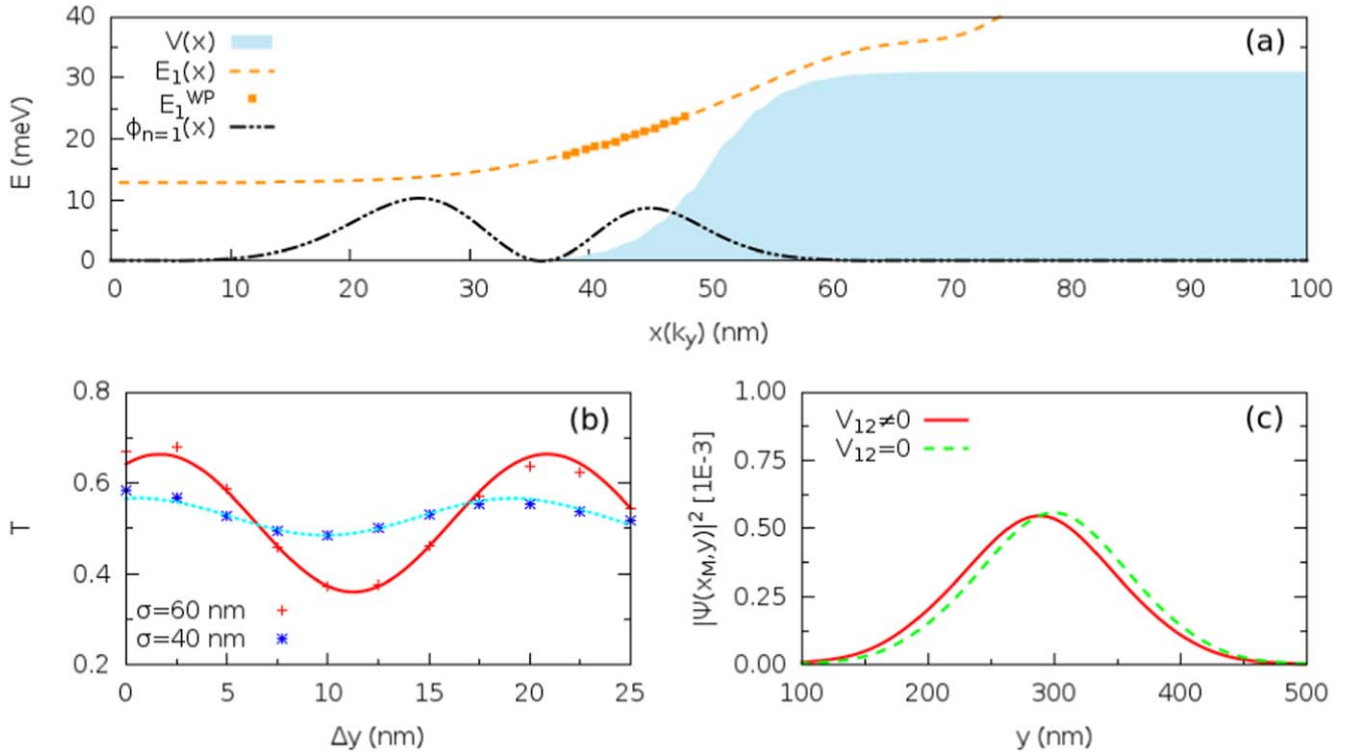 40
30
20
10
0
E (meV)
V(x)
E₁(x)
E₁ᵂᴾ
ϕₙ₌₁(x)
(a)
0 10 20 30 40 50 60 70 80 90 100
x(k_y) (nm)
0.8
0.6
0.4
0.2
T
(b)
σ=60 nm
σ=40 nm
0 5 10 15 20 25
Δy (nm)
1.00
0.75
0.50
0.25
0.00
|Ψ(x_M,y)|² [1E-3]
V₁₂≠0
V₁₂=0
(c)
100 200 300 400 500
y (nm)